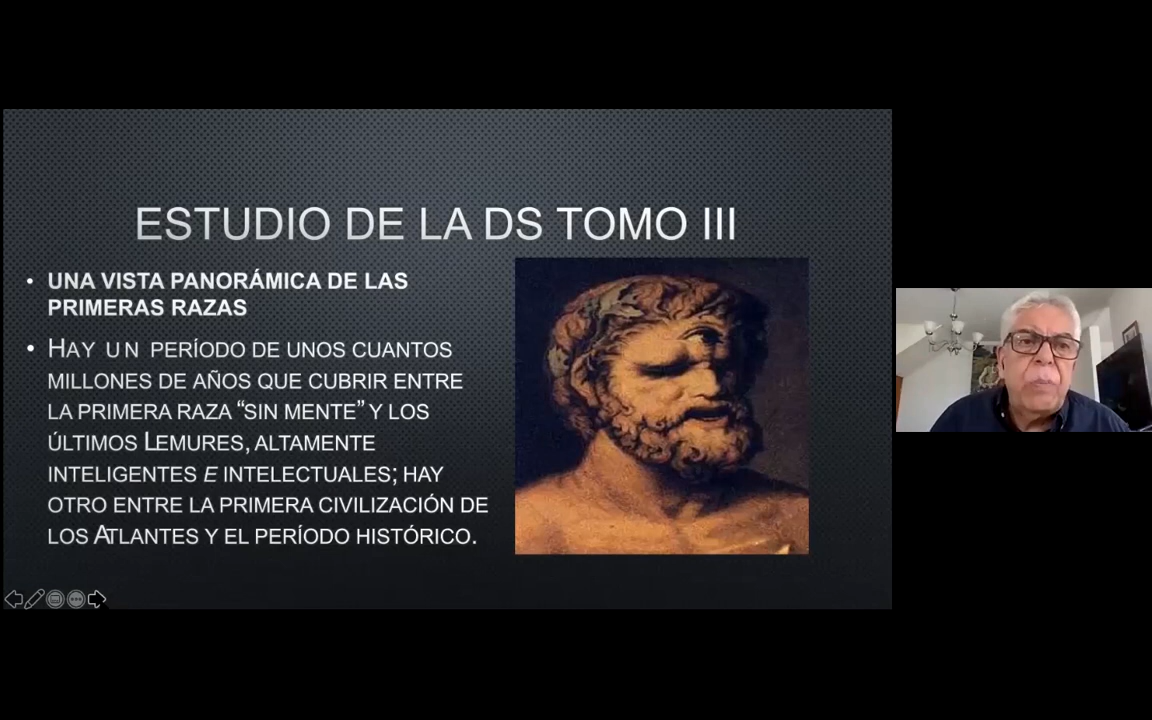 ESTUDIO DE LA DS TOMO III
• UNA VISTA PANORÁMICA DE LAS
PRIMERAS RAZAS
• HAY UN PERÍODO DE UNOS CUANTOS
MILLONES DE AÑOS QUE CUBRIR ENTRE
LA PRIMERA RAZA “SIN MENTE” Y LOS
ÚLTIMOS LEMURES, ALTAMENTE
INTELIGENTES E INTELECTUALES; HAY
OTRO ENTRE LA PRIMERA CIVILIZACIÓN DE
LOS ATLANTES Y EL PERÍODO HISTÓRICO.